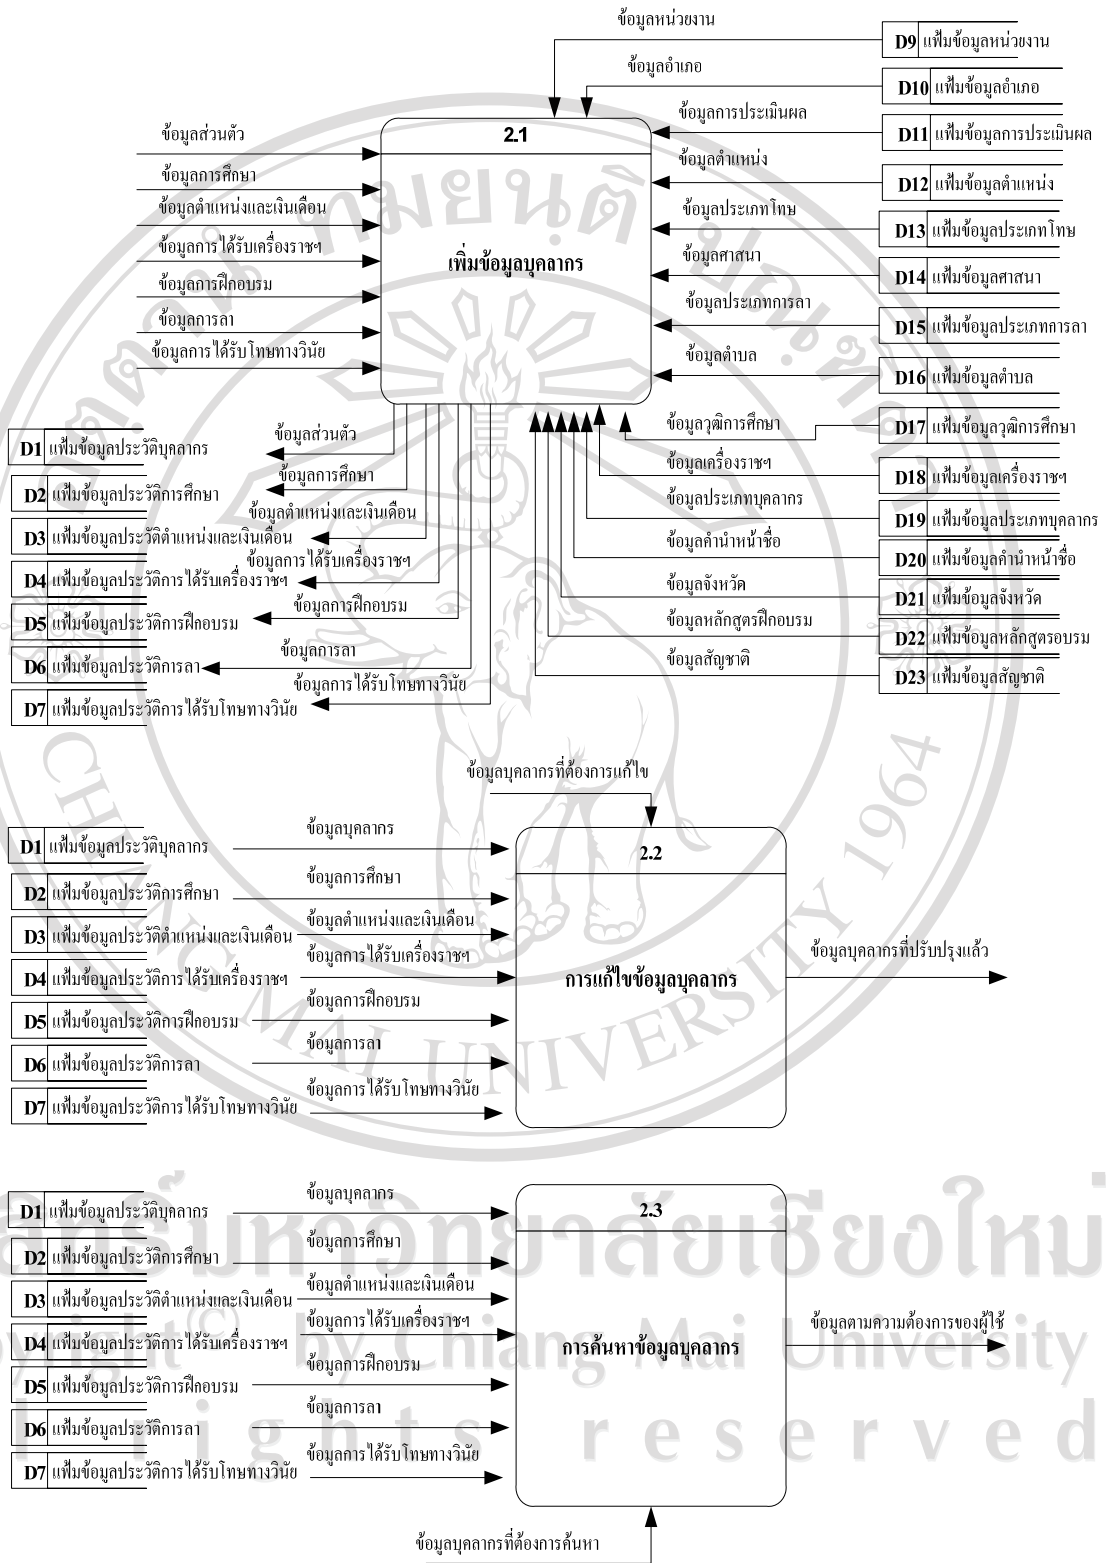 ข้อมูลหน่วยงาน
D9 แฟ้มข้อมูลหน่วยงาน
ข้อมูลอำเภอ
D10 แฟ้มข้อมูลอำเภอ
ข้อมูลส่วนตัว
ข้อมูลการศึกษา
ข้อมูลตำแหน่งและเงินเดือน
ข้อมูลการได้รับเครื่องราชฯ
ข้อมูลการฝึกอบรม
ข้อมูลการลา
ข้อมูลการได้รับโทษทางวินัย
2.1
เพิ่มข้อมูลบุคลากร
ข้อมูลการประเมินผล
D11 แฟ้มข้อมูลการประเมินผล
ข้อมูลตำแหน่ง
D12 แฟ้มข้อมูลตำแหน่ง
ข้อมูลประเภทโทษ
D13 แฟ้มข้อมูลประเภทโทษ
ข้อมูลศาสนา
D14 แฟ้มข้อมูลศาสนา
ข้อมูลประเภทการลา
D15 แฟ้มข้อมูลประเภทการลา
ข้อมูลตำบล
D16 แฟ้มข้อมูลตำบล
ข้อมูลวุฒิการศึกษา
D17 แฟ้มข้อมูลวุฒิการศึกษา
ข้อมูลเครื่องราชฯ
D18 แฟ้มข้อมูลเครื่องราชฯ
ข้อมูลประเภทบุคลากร
D19 แฟ้มข้อมูลประเภทบุคลากร
ข้อมูลคำนำหน้าชื่อ
D20 แฟ้มข้อมูลคำนำหน้าชื่อ
ข้อมูลจังหวัด
D21 แฟ้มข้อมูลจังหวัด
ข้อมูลหลักสูตรฝึกอบรม
D22 แฟ้มข้อมูลหลักสูตรอบรม
ข้อมูลสัญชาติ
D23 แฟ้มข้อมูลสัญชาติ
D1 แฟ้มข้อมูลประวัติบุคลากร
ข้อมูลส่วนตัว
D2 แฟ้มข้อมูลประวัติการศึกษา
ข้อมูลการศึกษา
D3 แฟ้มข้อมูลประวัติตำแหน่งและเงินเดือน
ข้อมูลตำแหน่งและเงินเดือน
D4 แฟ้มข้อมูลประวัติการได้รับเครื่องราชฯ
ข้อมูลการได้รับเครื่องราชฯ
D5 แฟ้มข้อมูลประวัติการฝึกอบรม
ข้อมูลการฝึกอบรม
D6 แฟ้มข้อมูลประวัติการลา
ข้อมูลการลา
D7 แฟ้มข้อมูลประวัติการได้รับโทษทางวินัย
ข้อมูลการได้รับโทษทางวินัย
ข้อมูลบุคลากรที่ต้องการแก้ไข
D1 แฟ้มข้อมูลประวัติบุคลากร
ข้อมูลบุคลากร
D2 แฟ้มข้อมูลประวัติการศึกษา
ข้อมูลการศึกษา
D3 แฟ้มข้อมูลประวัติตำแหน่งและเงินเดือน
ข้อมูลตำแหน่งและเงินเดือน
D4 แฟ้มข้อมูลประวัติการได้รับเครื่องราชฯ
ข้อมูลการได้รับเครื่องราชฯ
D5 แฟ้มข้อมูลประวัติการฝึกอบรม
ข้อมูลการฝึกอบรม
D6 แฟ้มข้อมูลประวัติการลา
ข้อมูลการลา
D7 แฟ้มข้อมูลประวัติการได้รับโทษทางวินัย
ข้อมูลการได้รับโทษทางวินัย
2.2
การแก้ไขข้อมูลบุคลากร
ข้อมูลบุคลากรที่ปรับปรุงแล้ว
D1 แฟ้มข้อมูลประวัติบุคลากร
ข้อมูลบุคลากร
D2 แฟ้มข้อมูลประวัติการศึกษา
ข้อมูลการศึกษา
D3 แฟ้มข้อมูลประวัติตำแหน่งและเงินเดือน
ข้อมูลตำแหน่งและเงินเดือน
D4 แฟ้มข้อมูลประวัติการได้รับเครื่องราชฯ
ข้อมูลการได้รับเครื่องราชฯ
D5 แฟ้มข้อมูลประวัติการฝึกอบรม
ข้อมูลการฝึกอบรม
D6 แฟ้มข้อมูลประวัติการลา
ข้อมูลการลา
D7 แฟ้มข้อมูลประวัติการได้รับโทษทางวินัย
ข้อมูลการได้รับโทษทางวินัย
2.3
การค้นหาข้อมูลบุคลากร
ข้อมูลตามความต้องการของผู้ใช้
ข้อมูลบุคลากรที่ต้องการค้นหา
CHIANG MAI UNIVERSITY 1964
มหาวิทยาลัยเชียงใหม่
© by Chiang Mai University
rights reserved